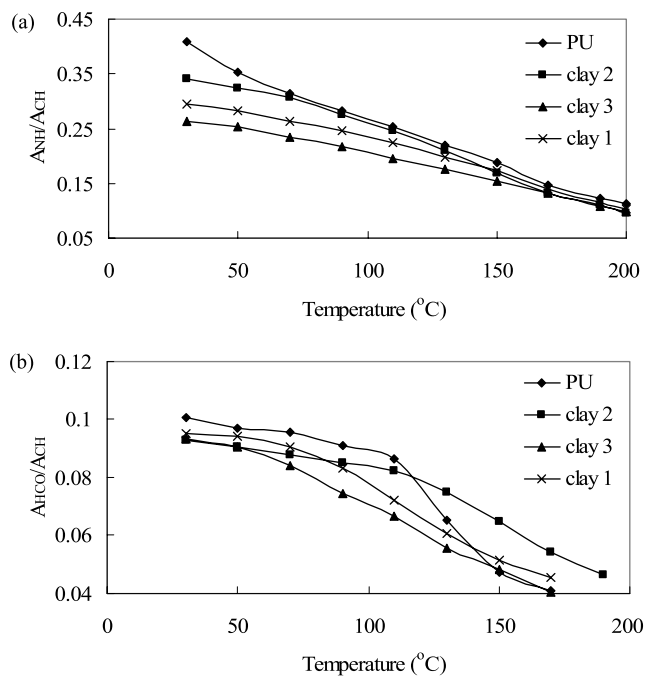 (a)
0.45
0.35
0.25
0.15
0.05
ANH/ACH
PU
clay 2
clay 3
clay 1
0 50 100 150 200
Temperature (°C)
(b)
0.12
0.1
0.08
0.06
0.04
AHCO/ACH
PU
clay 2
clay 3
clay 1
0 50 100 150 200
Temperature (°C)